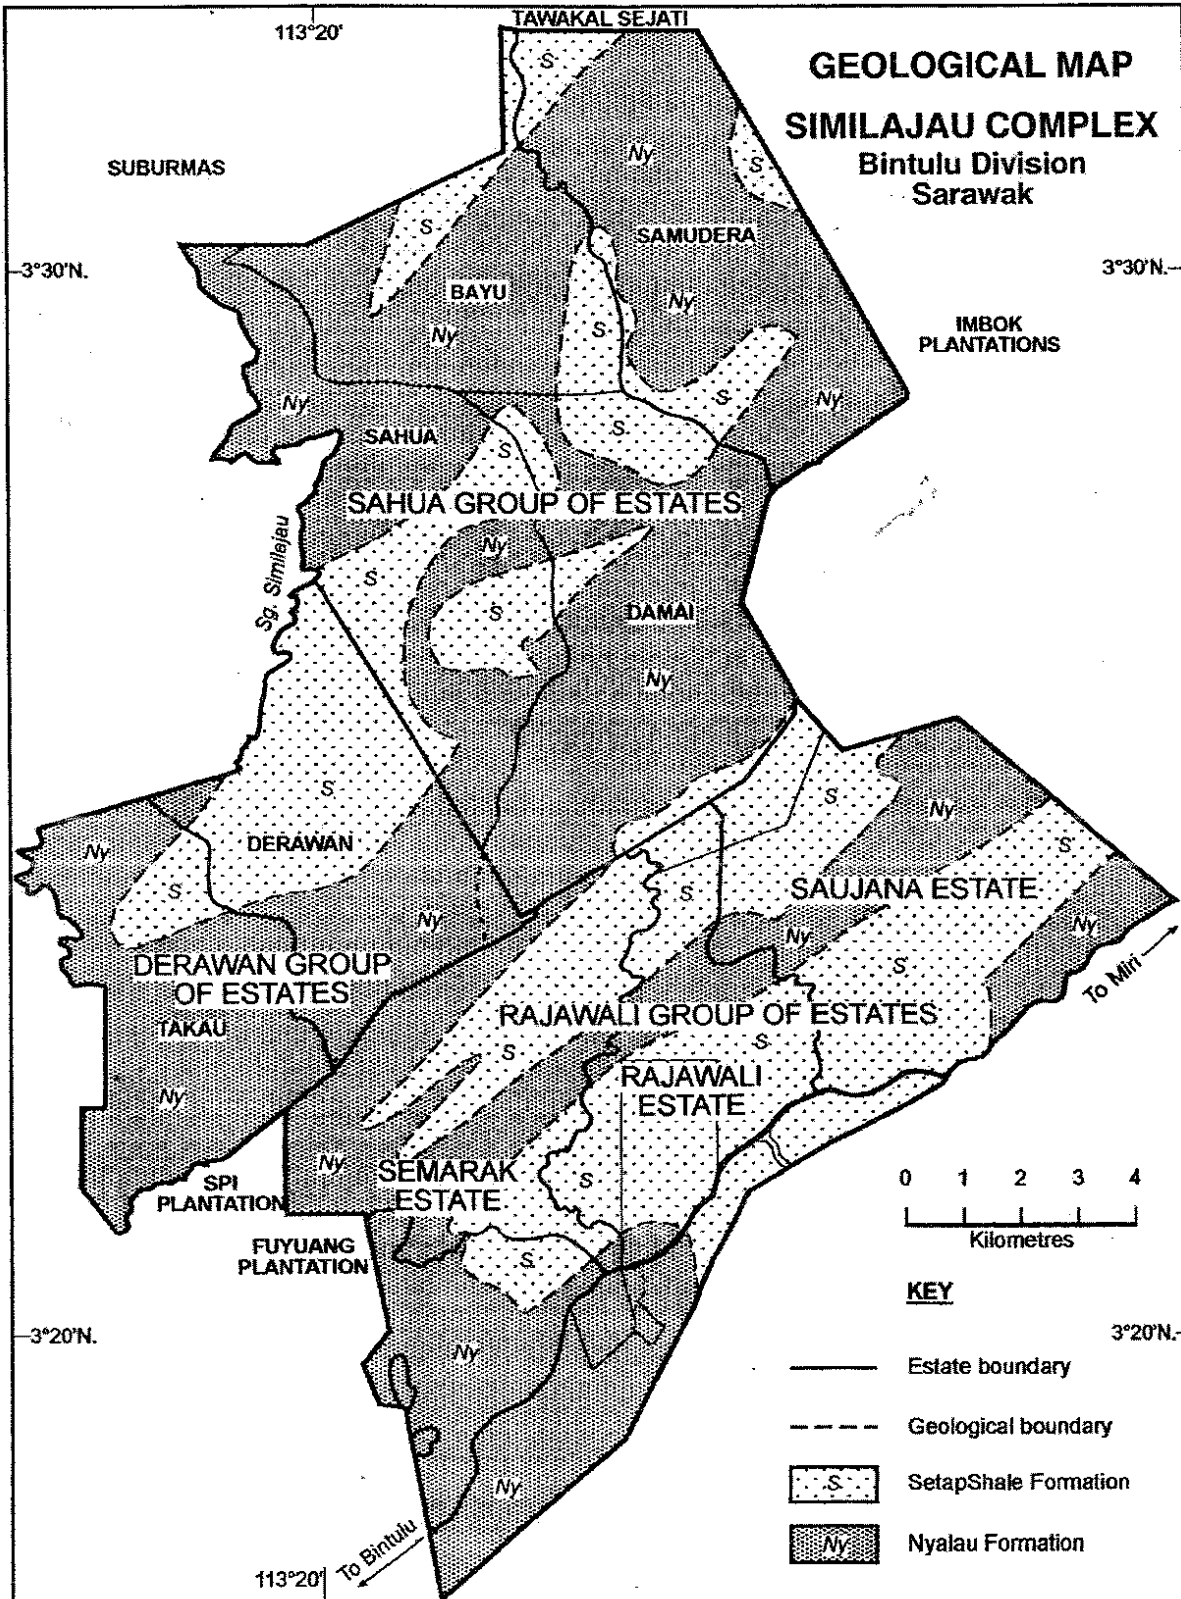 TAWAKAL SEJATI
113°20'
GEOLOGICAL MAP
SIMILAJAU COMPLEX
Bintulu Division
Sarawak
S
Ny
S
SUBURMAS
S
SAMUDERA
3°30'N.
3°30'N.
BAYU
Ny
S
Ny
IMBOK
PLANTATIONS
Ny
S
Ny
S
SAHUA
S
SAHUA GROUP OF ESTATES
Ny
Sg. Similajau
S
S
DAMAI
Ny
S
S
Ny
DERAWAN
Ny
S
S
S
SAUJANA ESTATE
Ny
Ny
Ny
DERAWAN GROUP
OF ESTATES
S
To Miri
TAKAU
RAJAWALI GROUP OF ESTATES
S
S
RAJAWALI
ESTATE
Ny
Ny
SEMARAK
ESTATE
S
SPI
PLANTATION
0 1 2 3 4
Kilometres
FUYUANG
PLANTATION
S
KEY
3°20'N.
3°20'N.
Ny
Estate boundary
Geological boundary
S
SetapShale Formation
Ny
To Bintulu
Ny
Nyalau Formation
113°20'